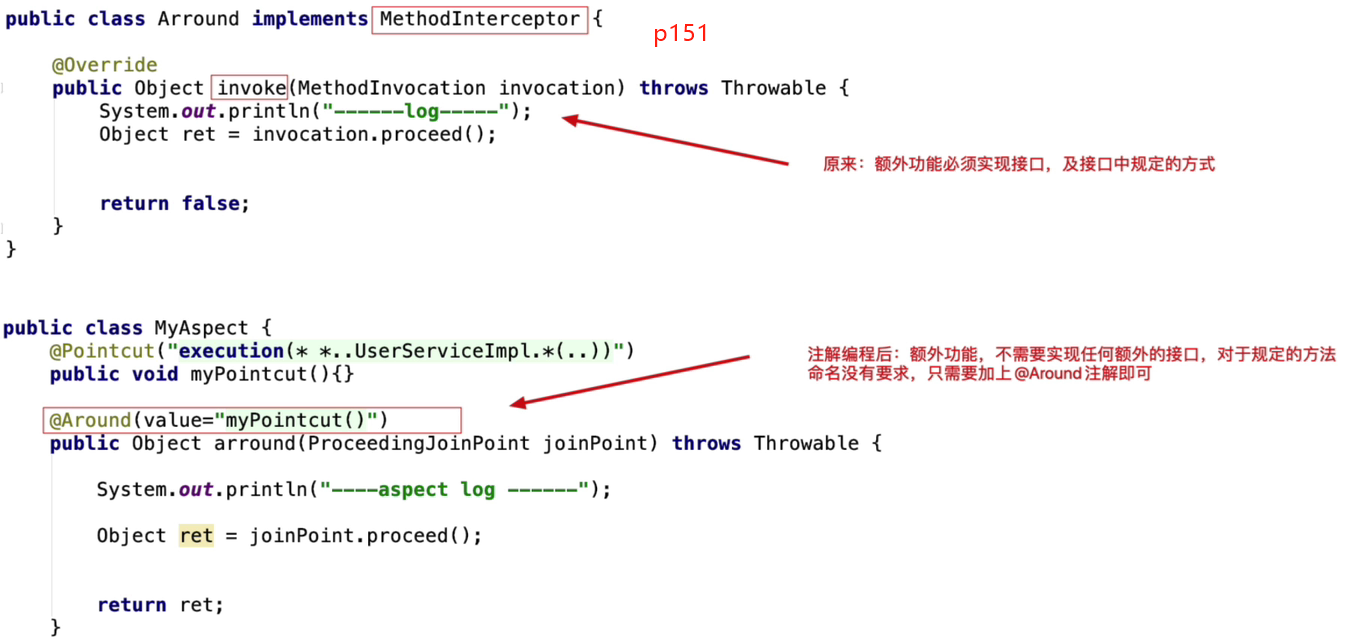 public class Arround implements MethodInterceptor {
p151
@Override
public Object invoke(MethodInvocation invocation) throws Throwable {
System.out.println("------log-----");
Object ret = invocation.proceed();
原来：额外功能必须实现接口，及接口中规定的方式
return false;
}
}
public class MyAspect {
@Pointcut("execution(* *..UserServiceImpl.*(..))")
public void myPointcut(){}
注解编程后：额外功能，不需要实现任何额外的接口，对于规定的方法
命名没有要求，只需要加上@Around注解即可
@Around(value="myPointcut()")
public Object arround(ProceedingJoinPoint joinPoint) throws Throwable {
System.out.println("----aspect log ------");
Object ret = joinPoint.proceed();
return ret;
}